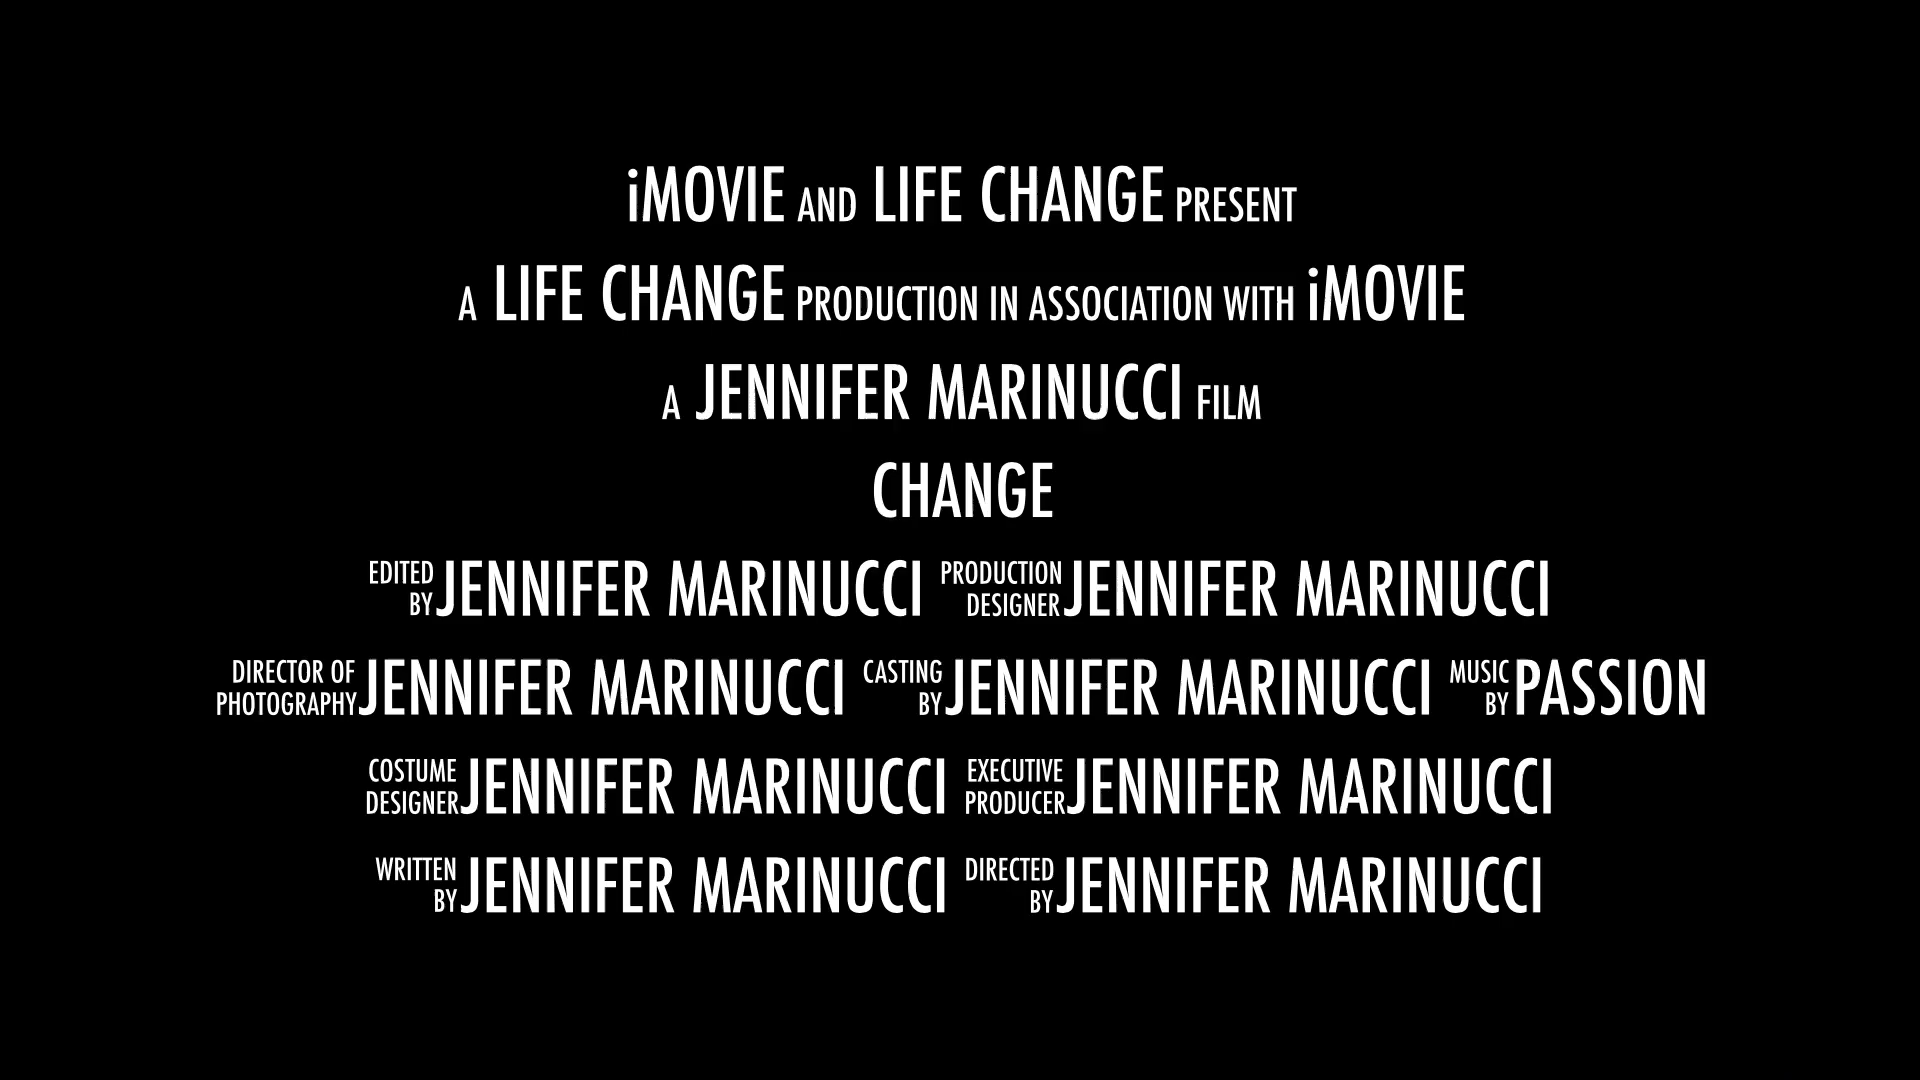 iMOVIE AND LIFE CHANGE PRESENT
A LIFE CHANGE PRODUCTION IN ASSOCIATION WITH iMOVIE
A JENNIFER MARINUCCI FILM
CHANGE
EDITED BY JENNIFER MARINUCCI PRODUCTION DESIGNER JENNIFER MARINUCCI
DIRECTOR OF PHOTOGRAPHY JENNIFER MARINUCCI CASTING BY JENNIFER MARINUCCI MUSIC BY PASSION
COSTUME DESIGNER JENNIFER MARINUCCI EXECUTIVE PRODUCER JENNIFER MARINUCCI
WRITTEN BY JENNIFER MARINUCCI DIRECTED BY JENNIFER MARINUCCI